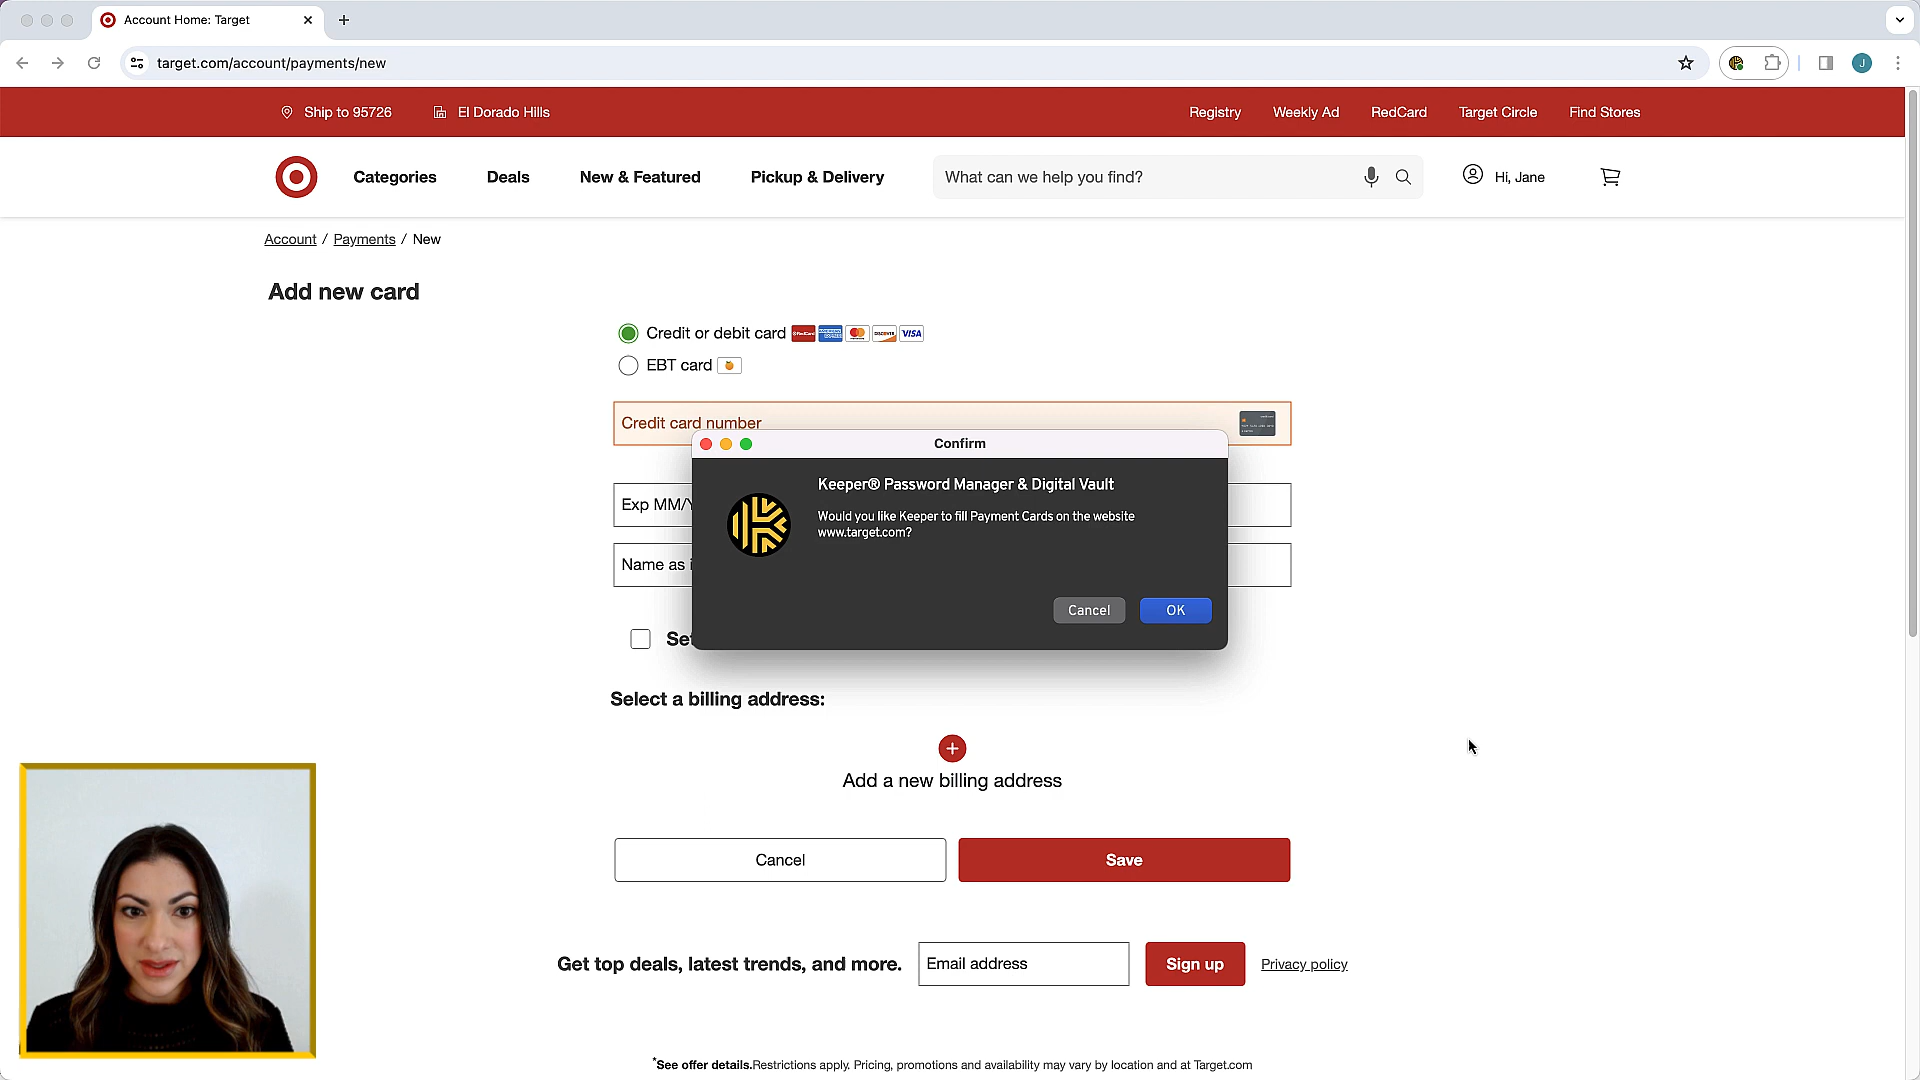 Account Home: Target
target.com/account/payments/new
J
Ship to 95726
El Dorado Hills
Registry
Weekly Ad
RedCard
Target Circle
Find Stores
Categories
Deals
New & Featured
Pickup & Delivery
What can we help you find?
Hi, Jane
Account / Payments / New
Add new card
Credit or debit card
DISCOVER
VISA
EBT card
Credit card number
Confirm
Keeper® Password Manager & Digital Vault
Would you like Keeper to fill Payment Cards on the website
www.target.com?
Exp MM/Y
Name as i
Cancel
OK
Set
Select a billing address:
Add a new billing address
Cancel
Save
Get top deals, latest trends, and more.
Email address
Sign up
Privacy policy
*See offer details.Restrictions apply. Pricing, promotions and availability may vary by location and at Target.com